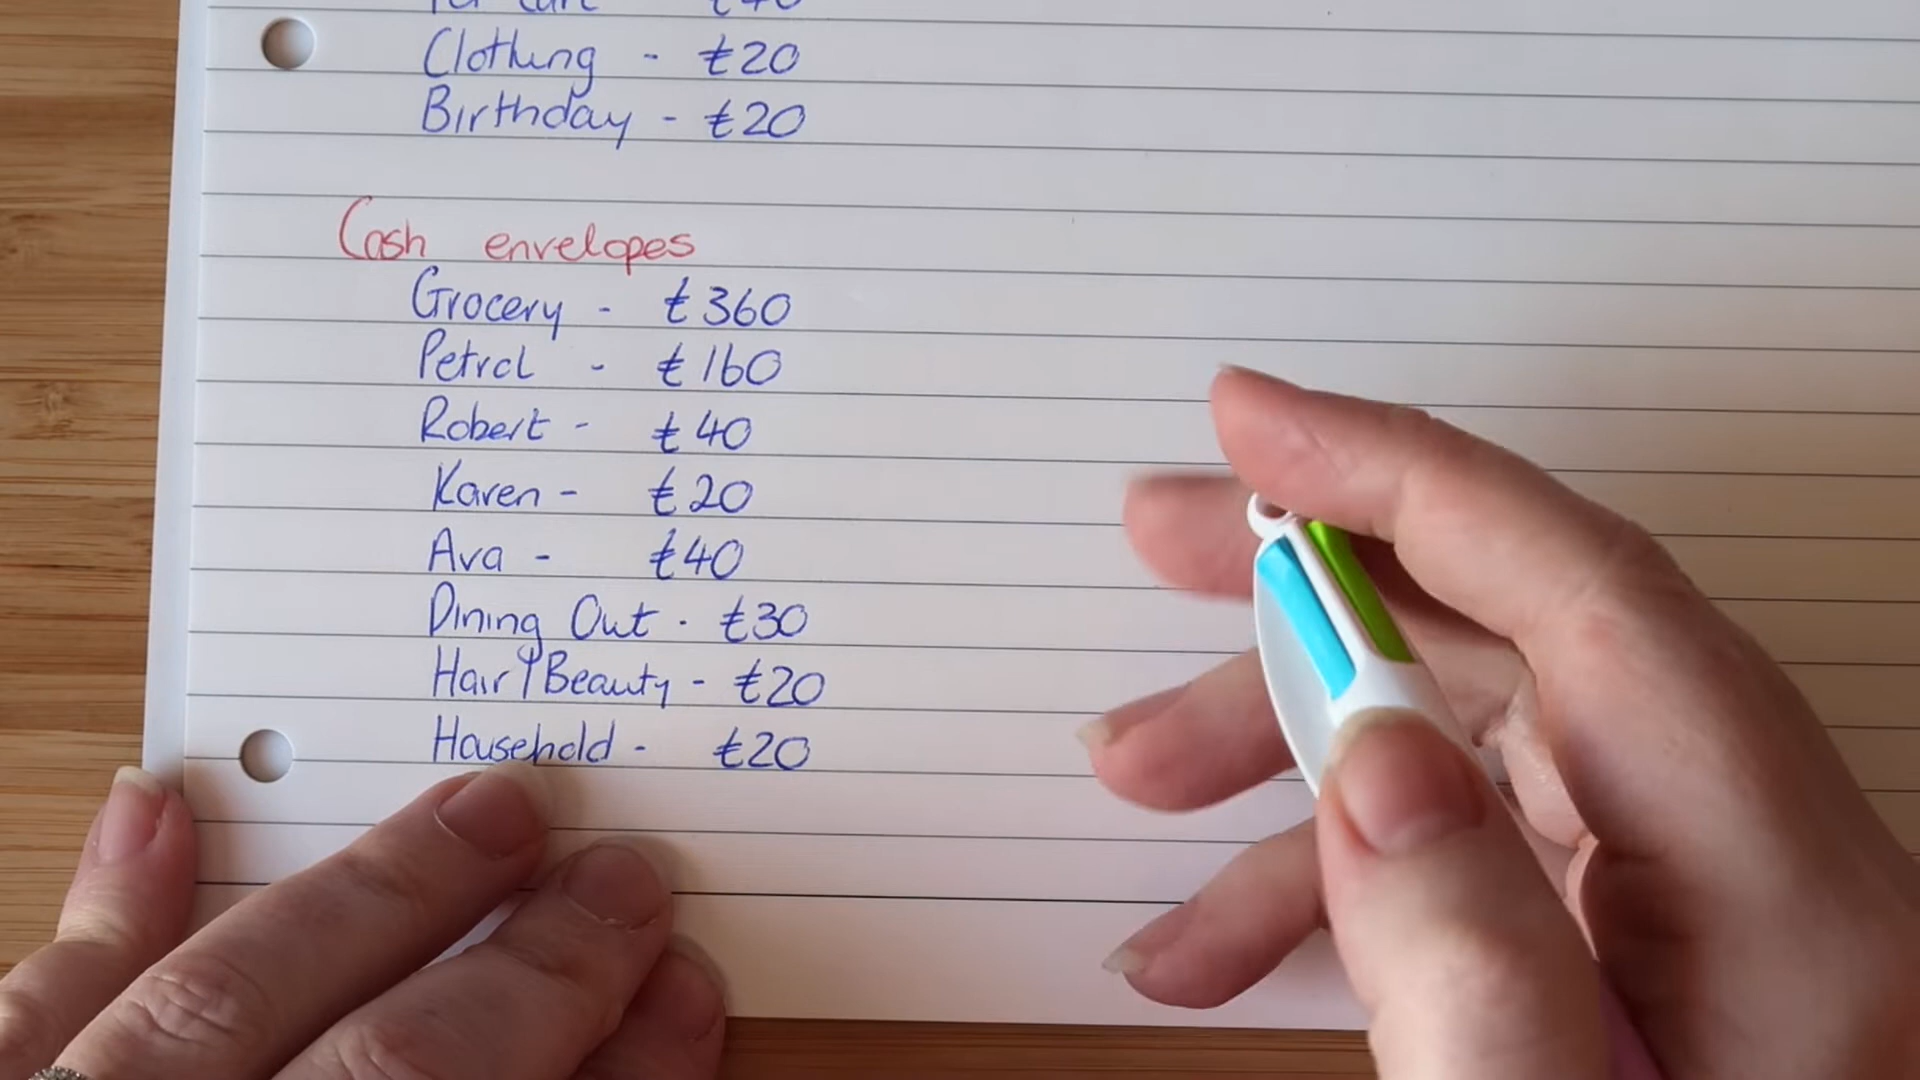 Clothing - £20
Birthday - £20
Cash envelopes
Grocery - £360
Petrol - £160
Robert - £40
Karen - £20
Ava - £40
Dining Out - £30
Hair/Beauty - £20
Household - £20